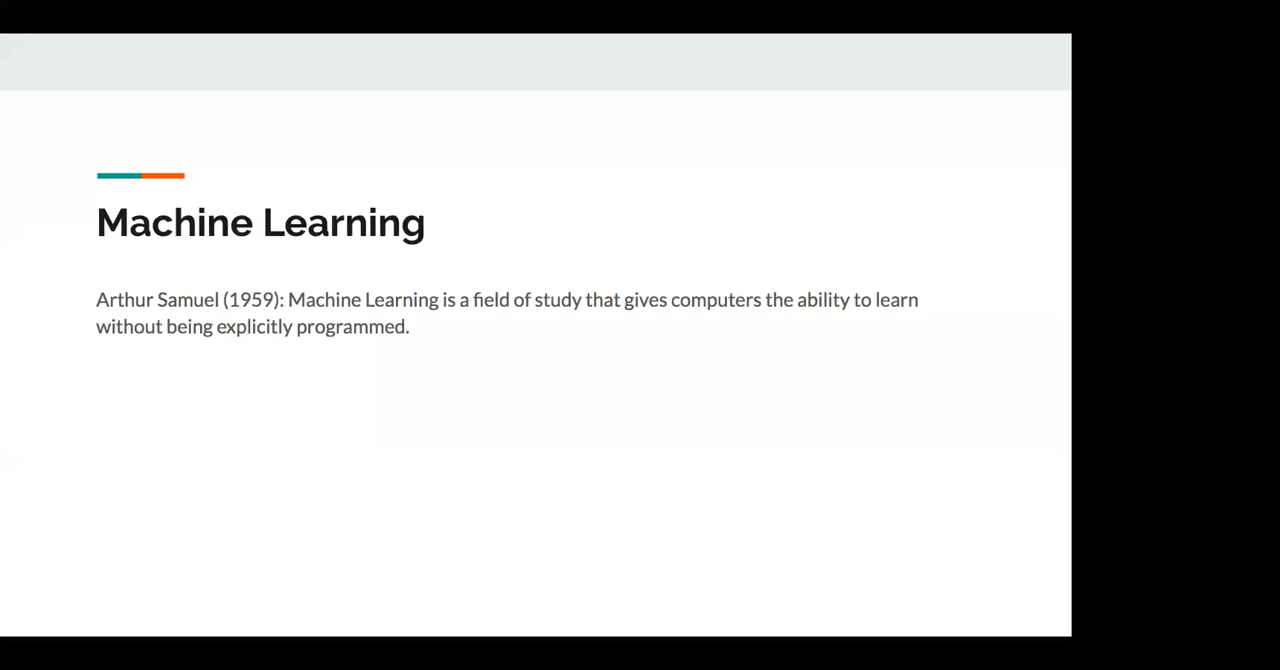 Machine Learning
Arthur Samuel (1959): Machine Learning is a field of study that gives computers the ability to learn
without being explicitly programmed.